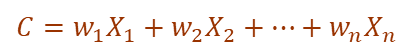 C = w₁X₁ + w₂X₂ + ⋯ + wₙXₙ